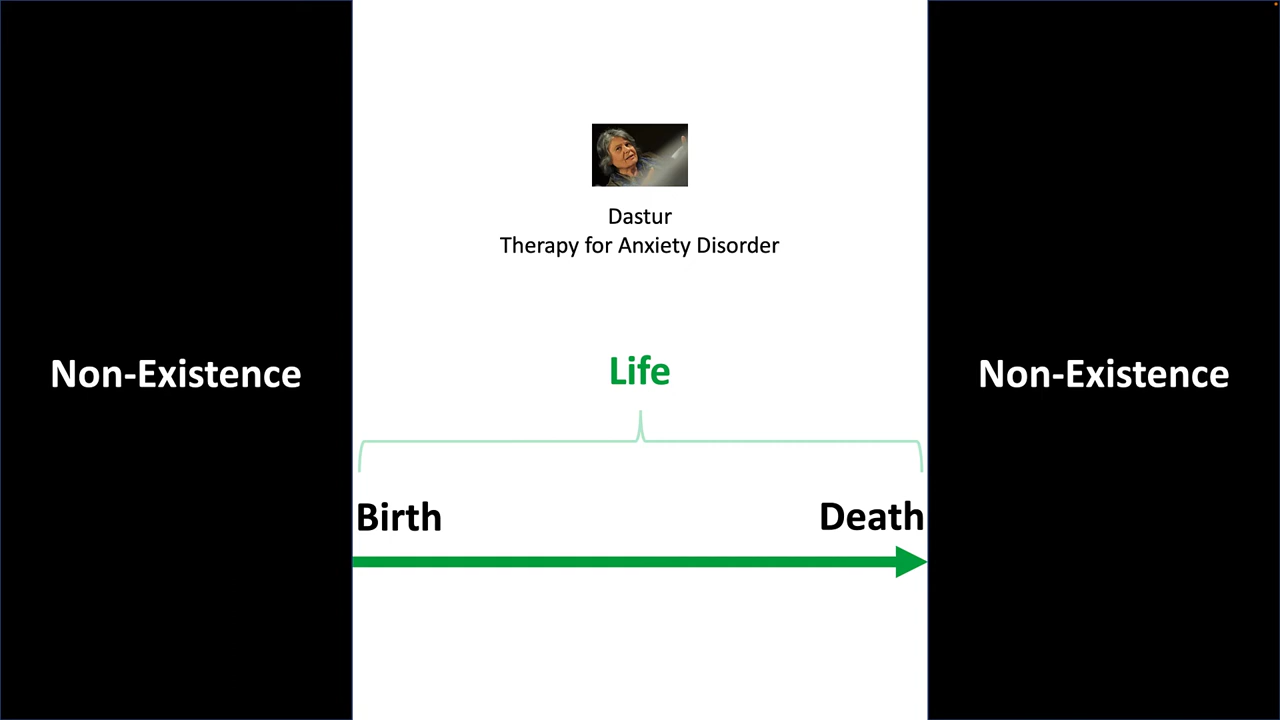 Dastur
Therapy for Anxiety Disorder
Non-Existence
Life
Non-Existence
Birth
Death